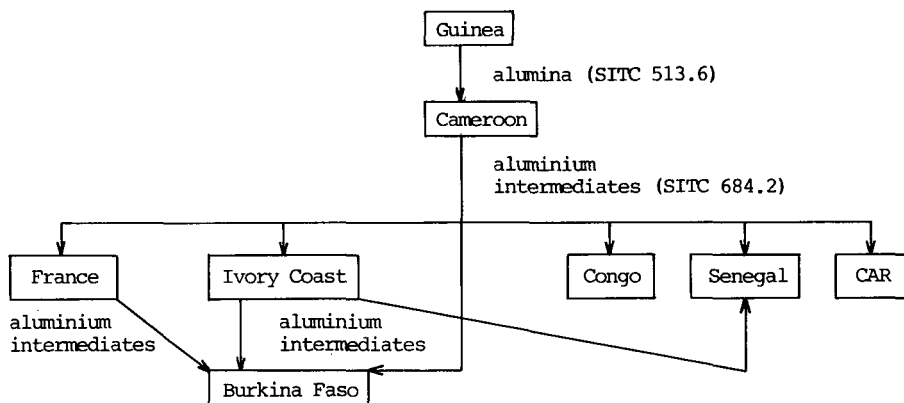 Guinea
alumina (SITC 513.6)
Cameroon
aluminium
intermediates (SITC 684.2)
France
Ivory Coast
Congo
Senegal
CAR
aluminium
intermediates
aluminium
intermediates
Burkina Faso